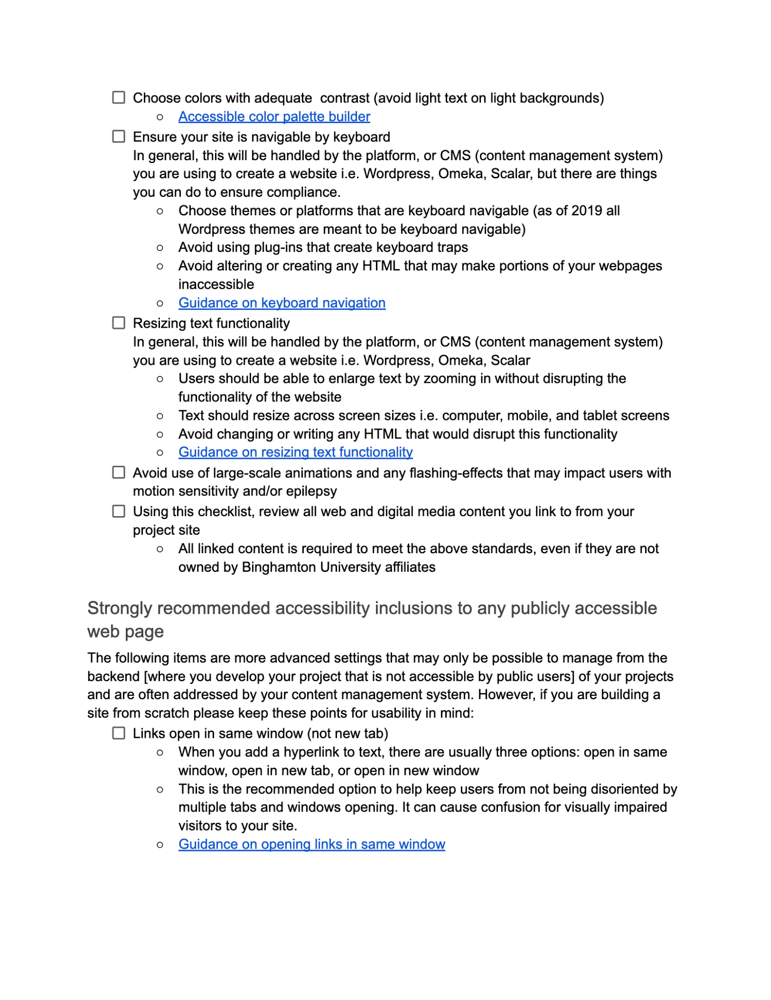 Choose colors with adequate  contrast (avoid light text on light backgrounds)
Accessible color palette builder
Ensure your site is navigable by keyboard
In general, this will be handled by the platform, or CMS (content management system)
you are using to create a website i.e. Wordpress, Omeka, Scalar, but there are things
you can do to ensure compliance.
Choose themes or platforms that are keyboard navigable (as of 2019 all
Wordpress themes are meant to be keyboard navigable)
Avoid using plug-ins that create keyboard traps
Avoid altering or creating any HTML that may make portions of your webpages
inaccessible
Guidance on keyboard navigation
Resizing text functionality
In general, this will be handled by the platform, or CMS (content management system)
you are using to create a website i.e. Wordpress, Omeka, Scalar
Users should be able to enlarge text by zooming in without disrupting the
functionality of the website
Text should resize across screen sizes i.e. computer, mobile, and tablet screens
Avoid changing or writing any HTML that would disrupt this functionality
Guidance on resizing text functionality
Avoid use of large-scale animations and any flashing-effects that may impact users with
motion sensitivity and/or epilepsy
Using this checklist, review all web and digital media content you link to from your
project site
All linked content is required to meet the above standards, even if they are not
owned by Binghamton University affiliates
Strongly recommended accessibility inclusions to any publicly accessible
web page
The following items are more advanced settings that may only be possible to manage from the
backend [where you develop your project that is not accessible by public users] of your projects
and are often addressed by your content management system. However, if you are building a
site from scratch please keep these points for usability in mind:
Links open in same window (not new tab)
When you add a hyperlink to text, there are usually three options: open in same
window, open in new tab, or open in new window
This is the recommended option to help keep users from not being disoriented by
multiple tabs and windows opening. It can cause confusion for visually impaired
visitors to your site.
Guidance on opening links in same window